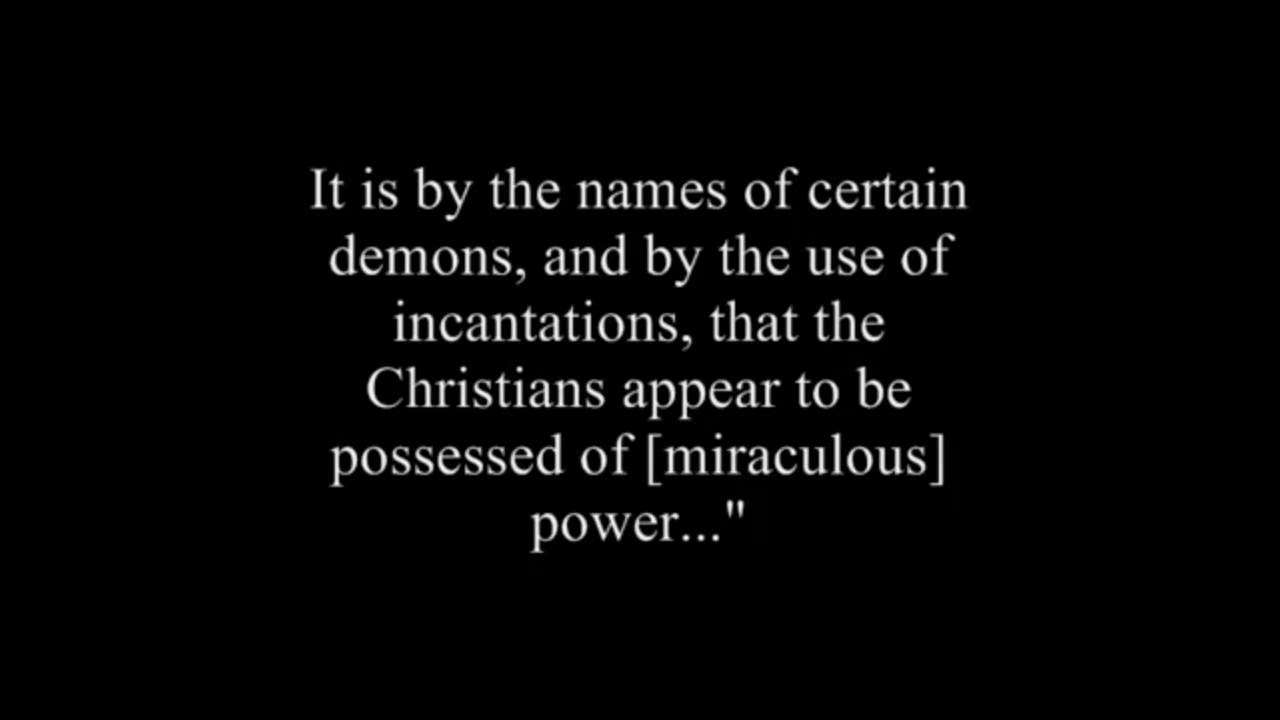 It is by the names of certain
demons, and by the use of
incantations, that the
Christians appear to be
possessed of [miraculous]
power..."